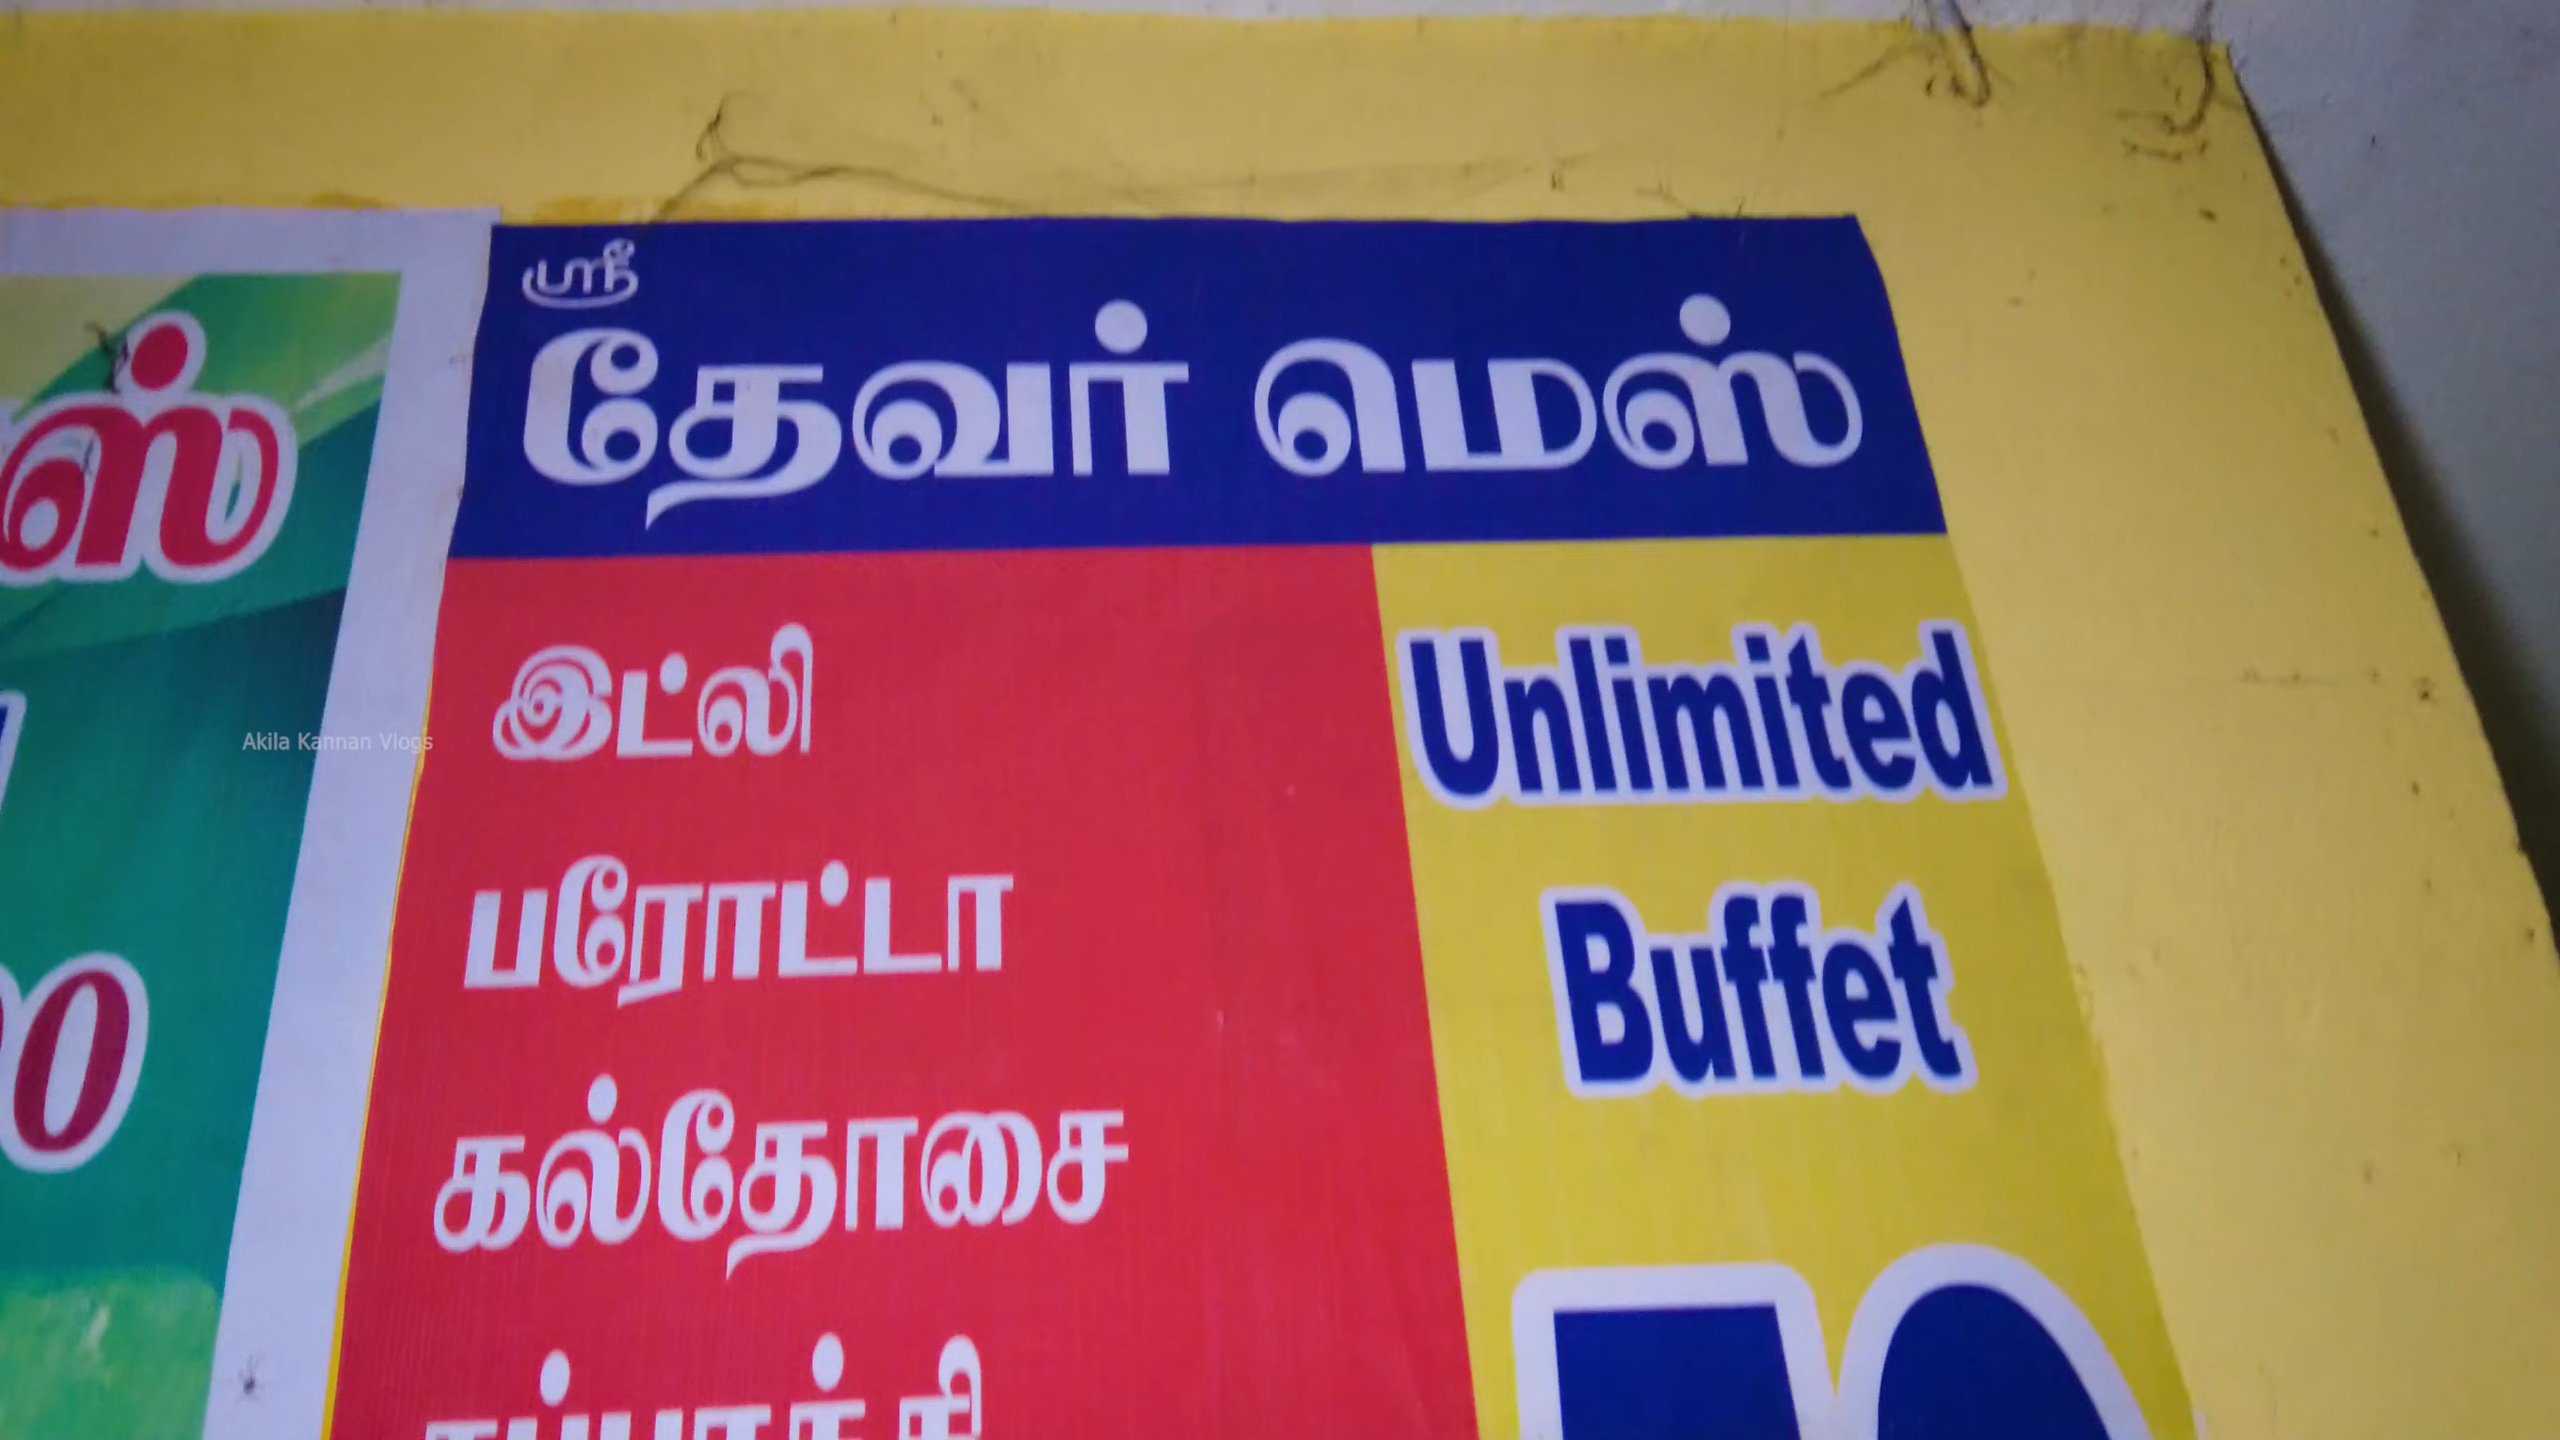 ஸ்ரீ
தேவர் மெஸ்
இட்லி
பரோட்டா
கல்தோசை
Unlimited
Buffet
Akila Kannan Vlogs